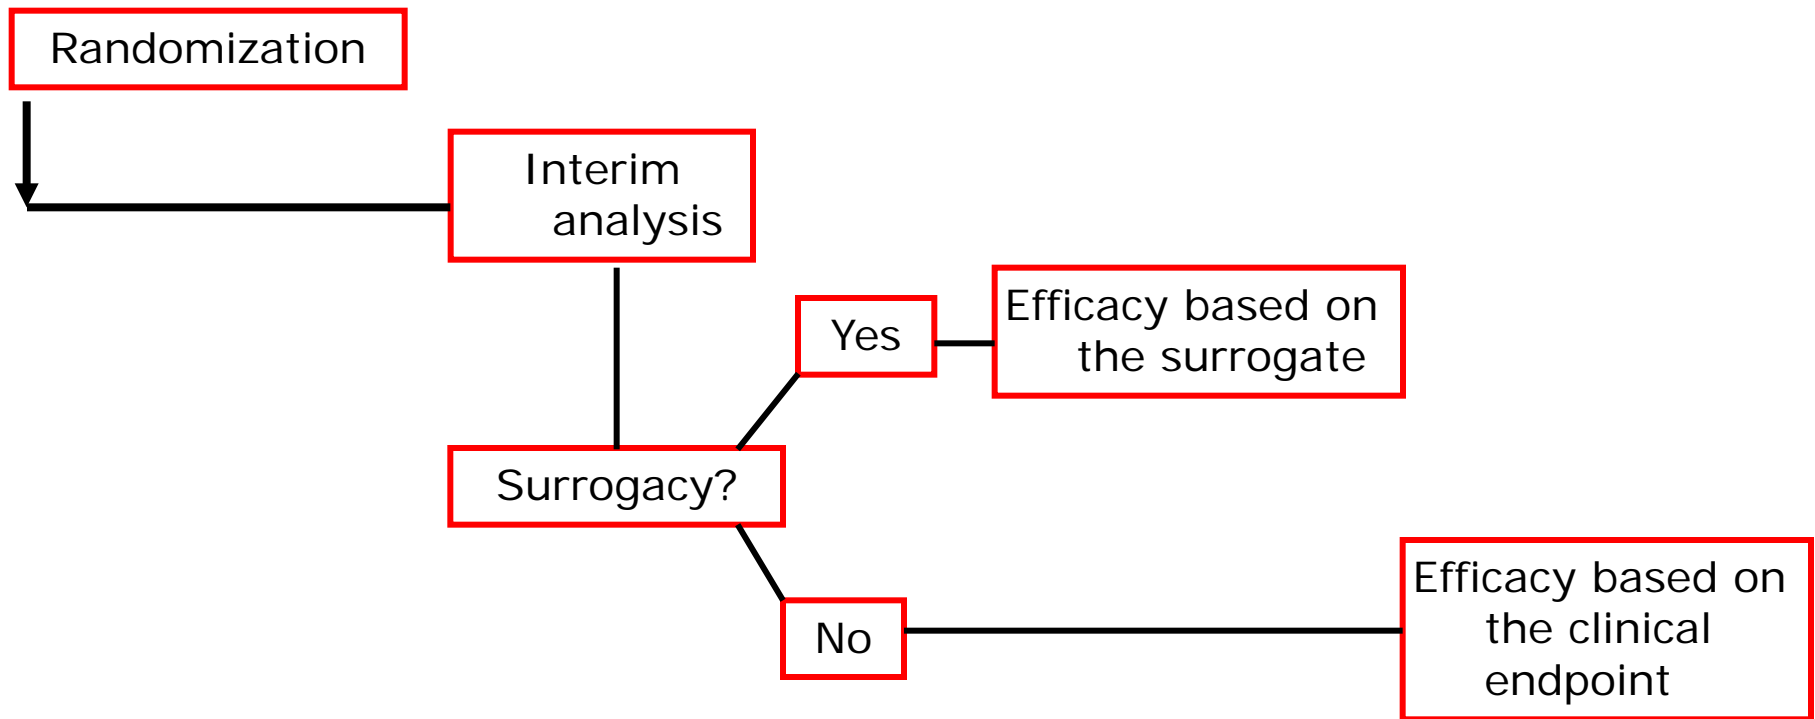 Randomization
Interim
analysis
Yes
Efficacy based on
the surrogate
Surrogacy?
No
Efficacy based on
the clinical
endpoint